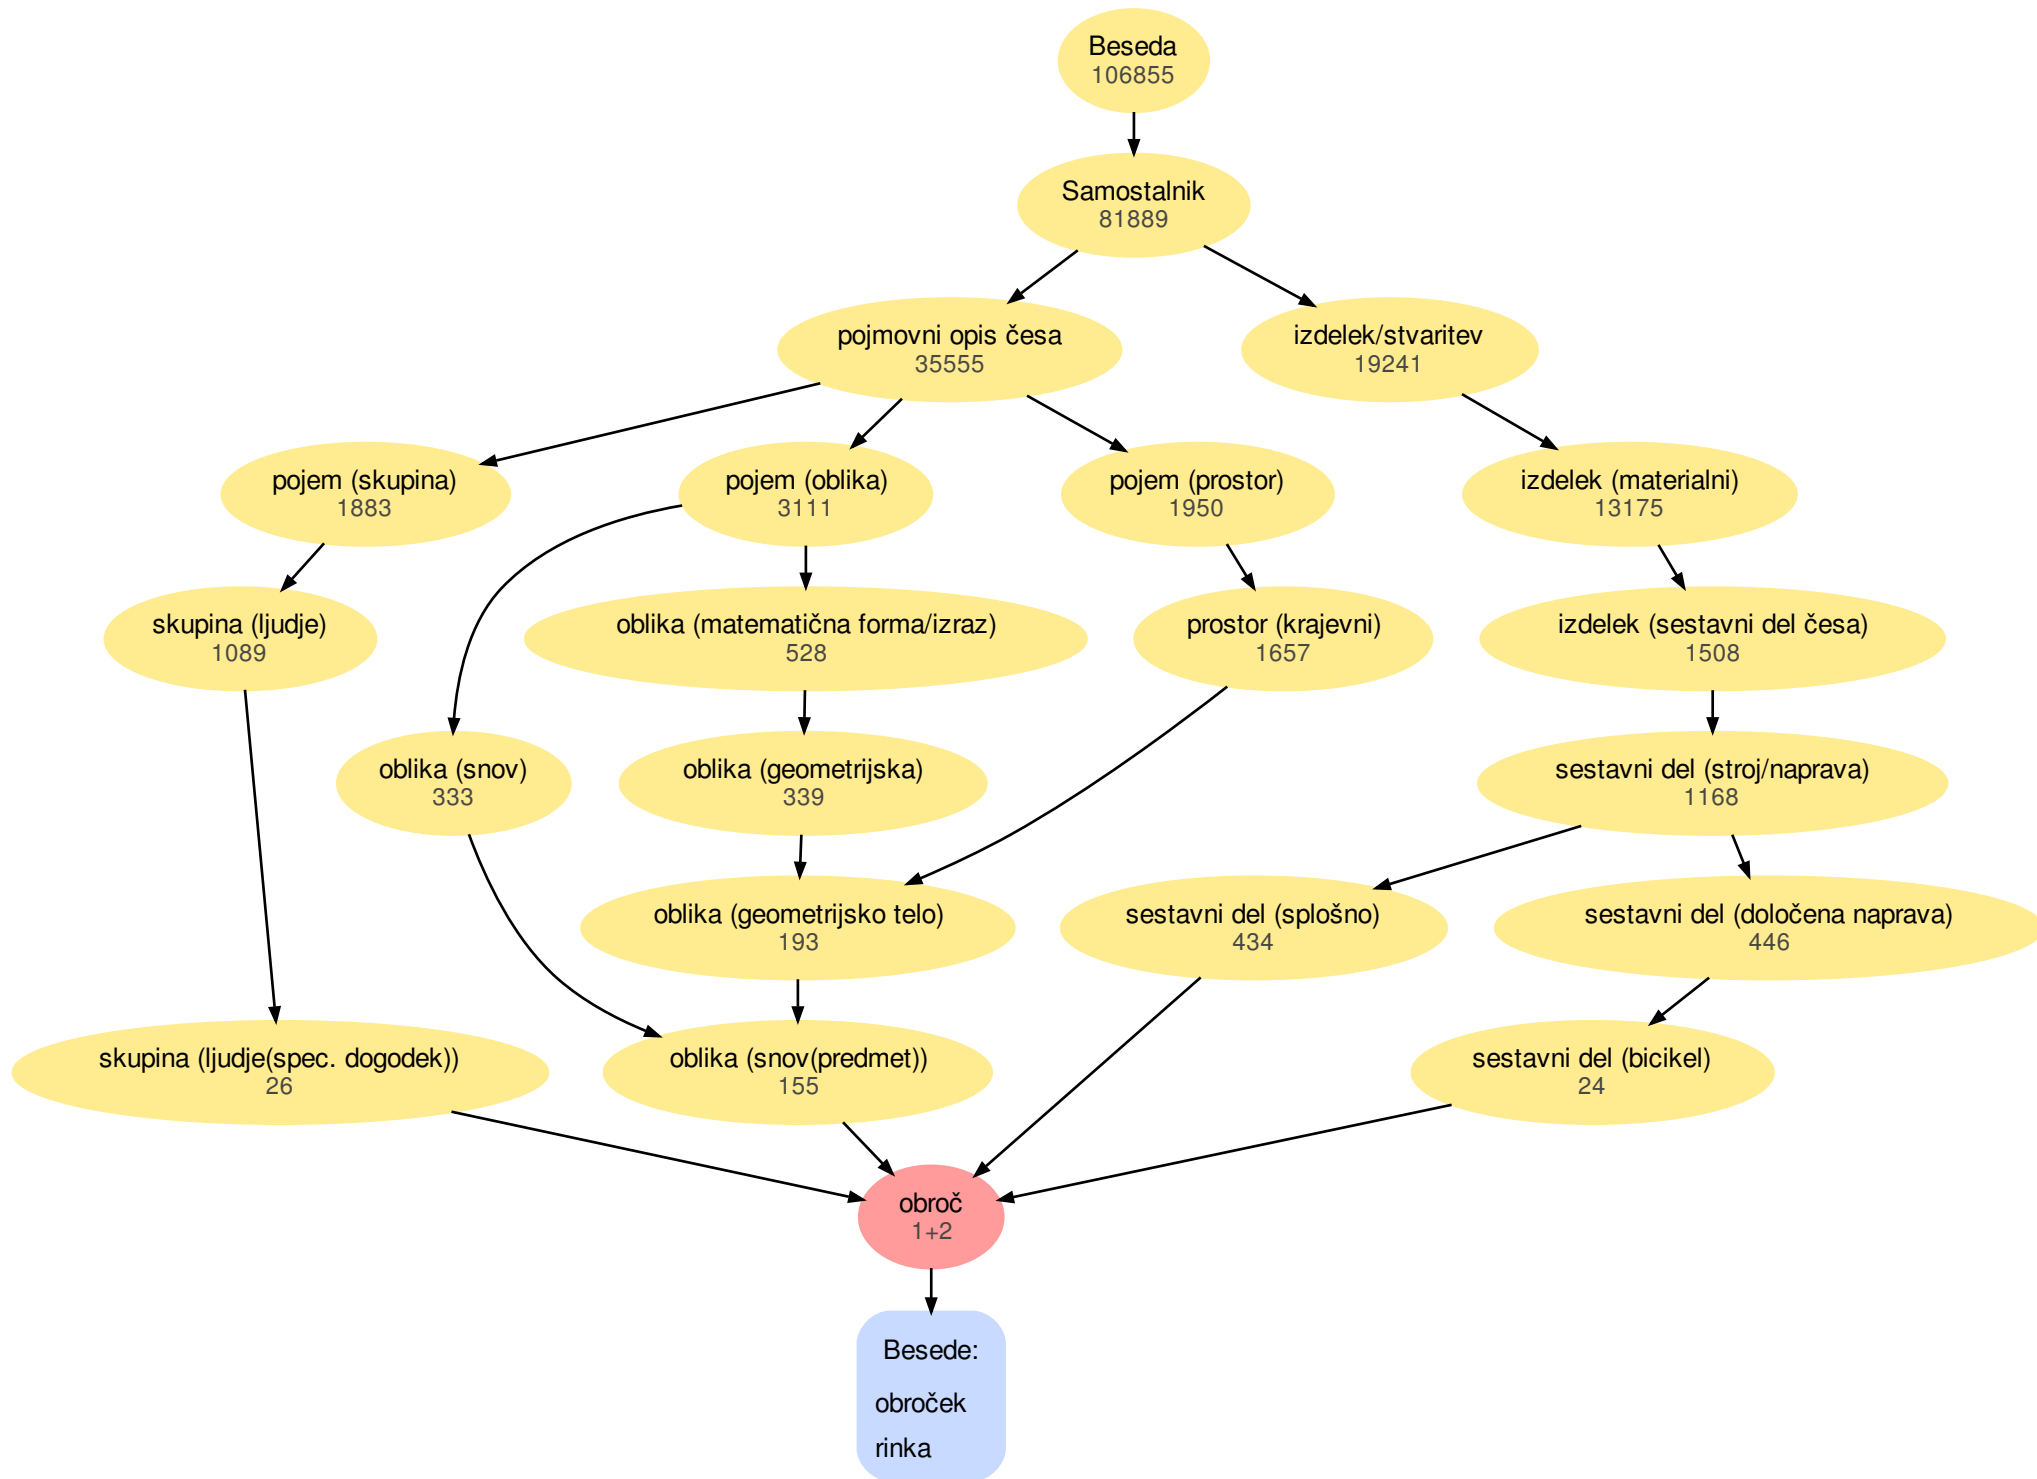 Beseda
106855
Samostalnik
81889
pojmovni opis česa
35555
izdelek/stvaritev
19241
pojem (skupina)
1883
pojem (oblika)
3111
pojem (prostor)
1950
izdelek (materialni)
13175
skupina (ljudje)
1089
oblika (matematična forma/izraz)
528
prostor (krajevni)
1657
izdelek (sestavni del česa)
1508
oblika (snov)
333
oblika (geometrijska)
339
sestavni del (stroj/naprava)
1168
oblika (geometrijsko telo)
193
sestavni del (splošno)
434
sestavni del (določena naprava)
446
skupina (ljudje(spec. dogodek))
26
oblika (snov(predmet))
155
sestavni del (bicikel)
24
obroč
1+2
Besede:
obroček
rinka